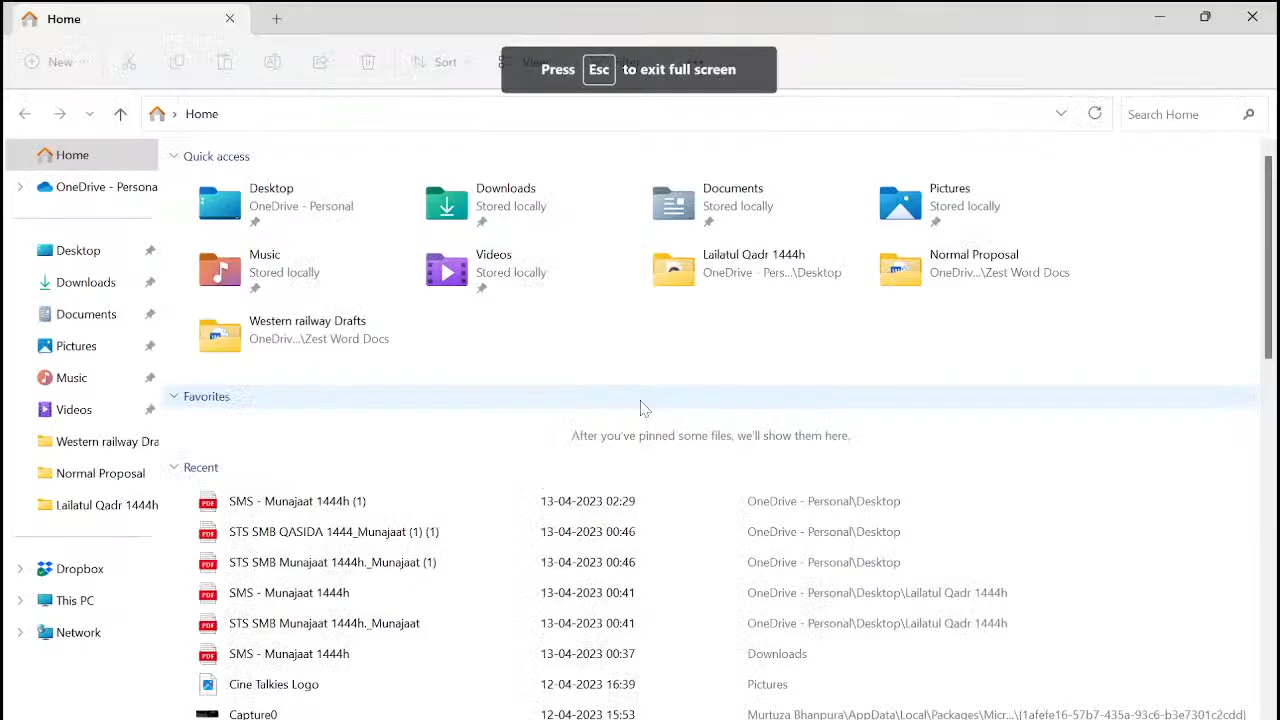 Home
New
Sort
View
Filter
Press Esc to exit full screen
Home
Search Home
Home
OneDrive - Persona
Desktop
Downloads
Documents
Pictures
Music
Videos
Western railway Dra
Normal Proposal
Lailatul Qadr 1444h
Dropbox
This PC
Network
Quick access
Desktop
OneDrive - Personal
Downloads
Stored locally
Documents
Stored locally
Pictures
Stored locally
Music
Stored locally
Videos
Stored locally
Lailatul Qadr 1444h
OneDrive - Pers...\Desktop
Normal Proposal
OneDriv...\Zest Word Docs
Western railway Drafts
OneDriv...\Zest Word Docs
Favorites
After you've pinned some files, we'll show them here.
Recent
SMS - Munajaat 1444h (1) 13-04-2023 02:29 OneDrive - Personal\Desktop
STS SMB QASIDA 1444_Munajaat (1) (1) 13-04-2023 00:48 OneDrive - Personal\Desktop
STS SMB Munajaat 1444h._Munajaat (1) 13-04-2023 00:48 OneDrive - Personal\Desktop
SMS - Munajaat 1444h 13-04-2023 00:41 OneDrive - Personal\Desktop\Lailatul Qadr 1444h
STS SMB Munajaat 1444h._Munajaat 13-04-2023 00:41 OneDrive - Personal\Desktop\Lailatul Qadr 1444h
SMS - Munajaat 1444h 13-04-2023 00:37 Downloads
Cine Talkies Logo 12-04-2023 16:39 Pictures
Capture0 12-04-2023 15:53 Murtuza Bhanpura\AppData\Local\Packages\Micr...\{1afefe16-57b7-435a-93c6-b3e7301c2cdd}